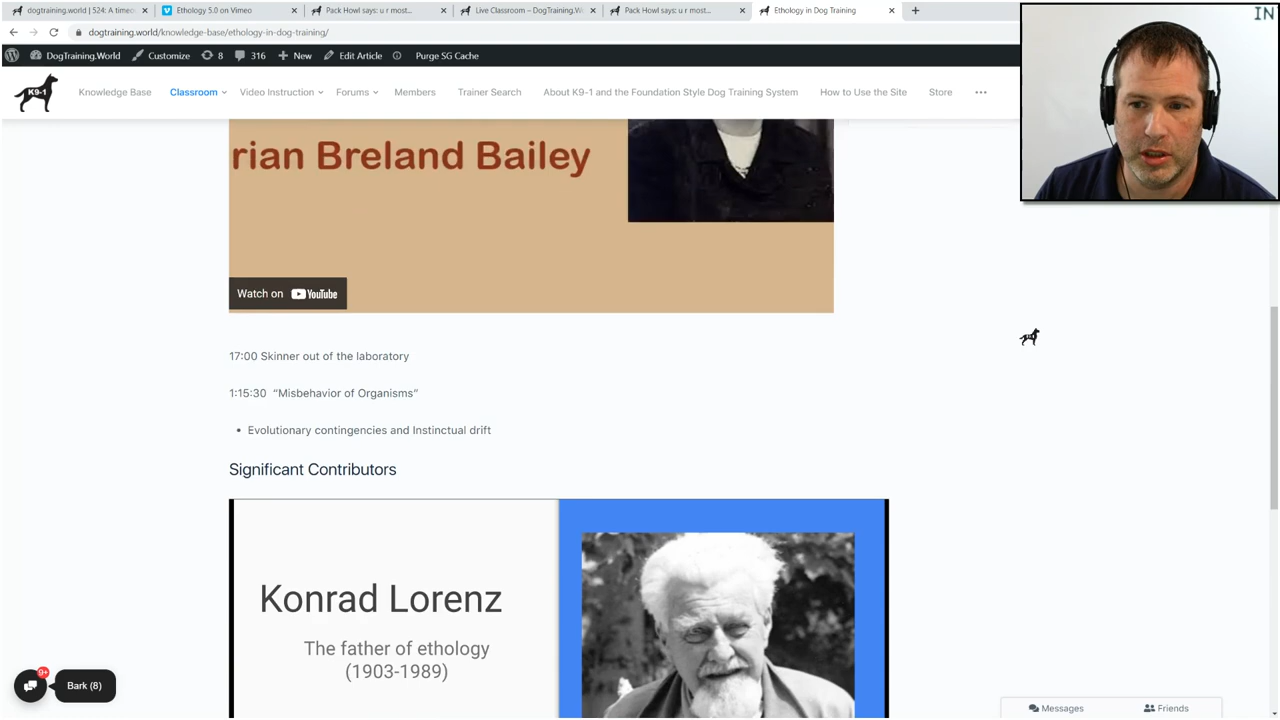 dogtraining.world | 524: A timeo
Ethology 5.0 on Vimeo
Pack Howl says: u r most...
Live Classroom – DogTraining.W
Pack Howl says: u r most...
Ethology in Dog Training
IN
dogtraining.world/knowledge-base/ethology-in-dog-training/
DogTraining.World
Customize
8
316
New
Edit Article
Purge SG Cache
K9-1
Knowledge Base
Classroom
Video Instruction
Forums
Members
Trainer Search
About K9-1 and the Foundation Style Dog Training System
How to Use the Site
Store
rian Breland Bailey
Watch on YouTube
17:00 Skinner out of the laboratory
1:15:30 “Misbehavior of Organisms”
• Evolutionary contingencies and Instinctual drift
Significant Contributors
Konrad Lorenz
The father of ethology
(1903-1989)
9+
Bark (8)
Messages
Friends